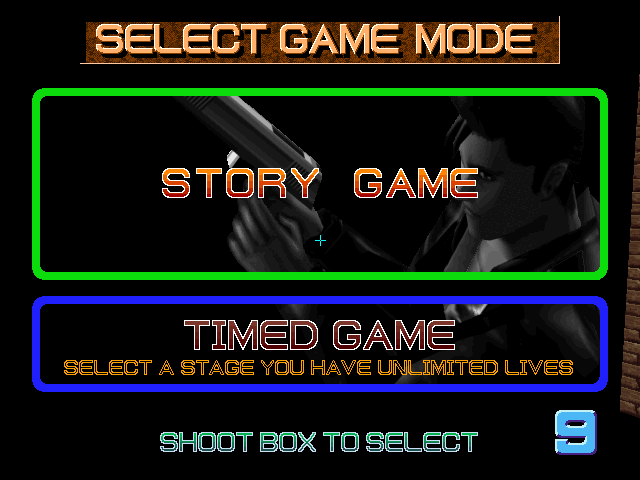 SELECT GAME MODE
STORY GAME
TIMED GAME
SELECT A STAGE YOU HAVE UNLIMITED LIVES
SHOOT BOX TO SELECT
9